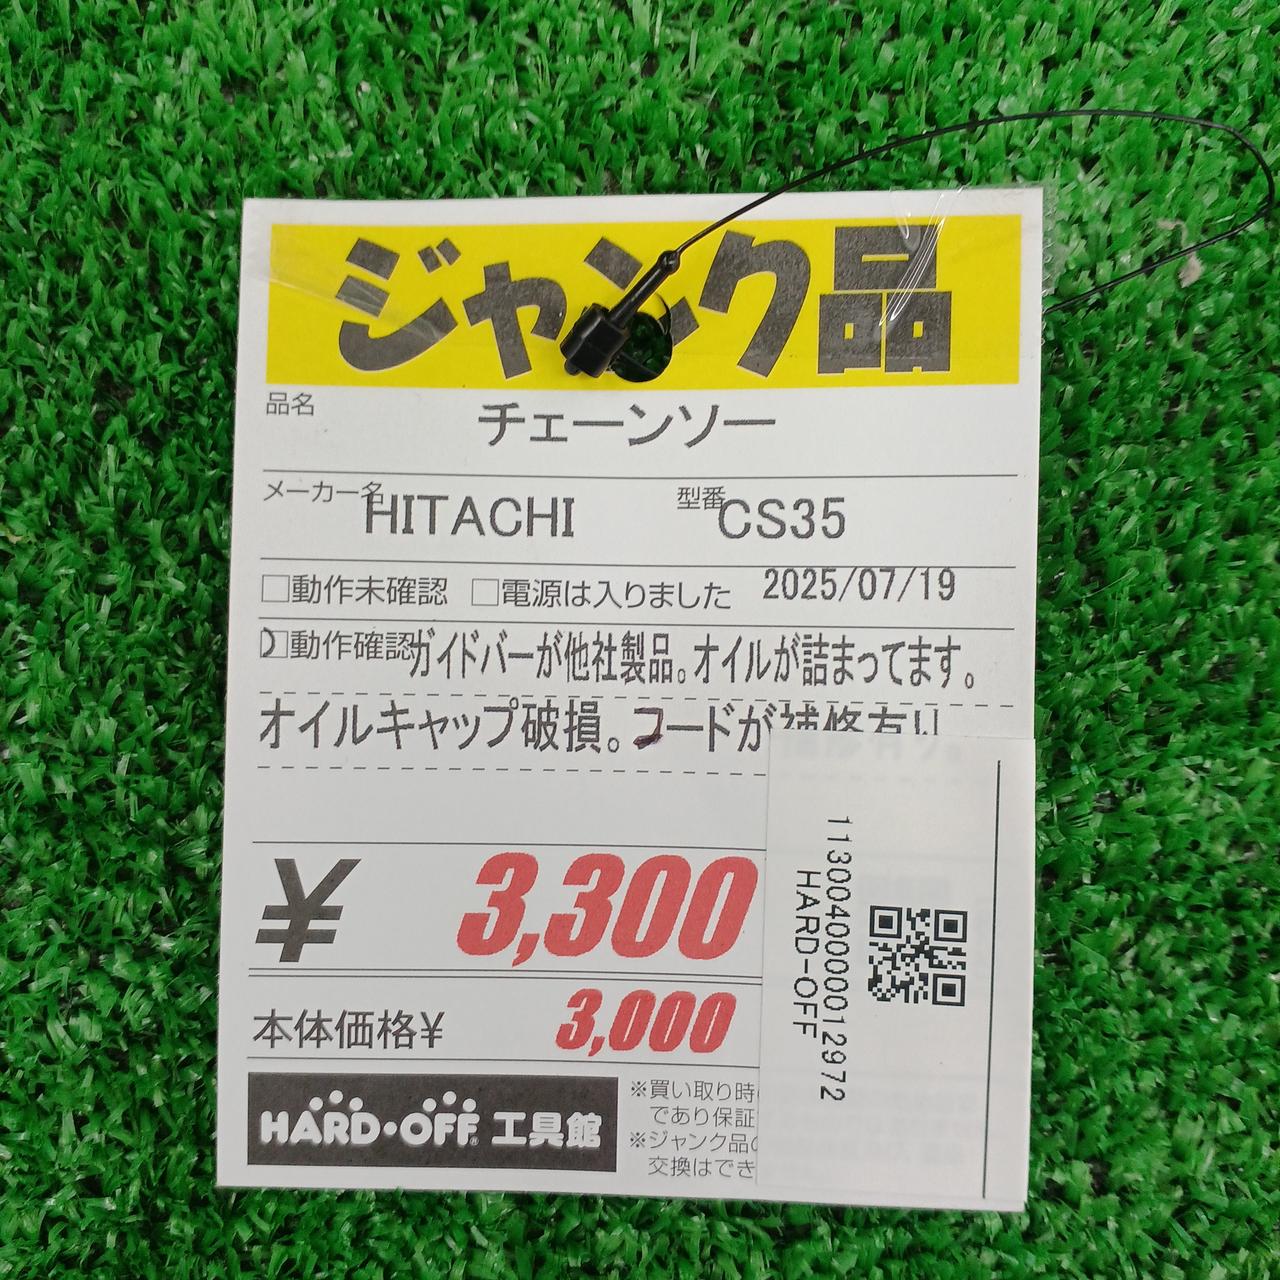 ジャンク品
品名
チェーンソー
メーカー名 HITACHI 型番 CS35
□動作未確認 □電源は入りました 2025/07/19
□動作確認 ガイドバーが他社製品。オイルが詰まってます。
オイルキャップ破損。コードが補修有り。
¥ 3,300
本体価格¥ 3,000
HARD・OFF 工具館
※買い取り時
であり保証
※ジャンク品の
交換はでき
1130040000012972
HARD-OFF